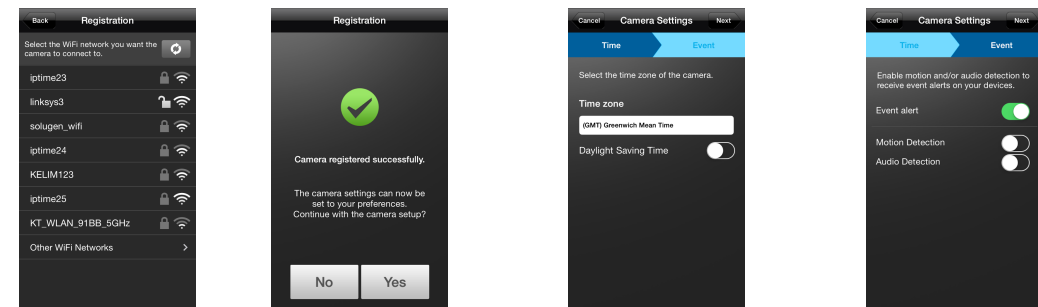 Back
Registration
Select the WiFi network you want the
camera to connect to.
iptime23
linksys3
solugen_wifi
iptime24
KELIM123
iptime25
KT_WLAN_91BB_5GHz
Other WiFi Networks
Registration
Camera registered successfully.
The camera settings can now be
set to your preferences.
Continue with the camera setup?
No
Yes
Cancel
Camera Settings
Next
Time
Event
Select the time zone of the camera.
Time zone
(GMT) Greenwich Mean Time
Daylight Saving Time
Cancel
Camera Settings
Next
Time
Event
Enable motion and/or audio detection to
receive event alerts on your devices.
Event alert
Motion Detection
Audio Detection